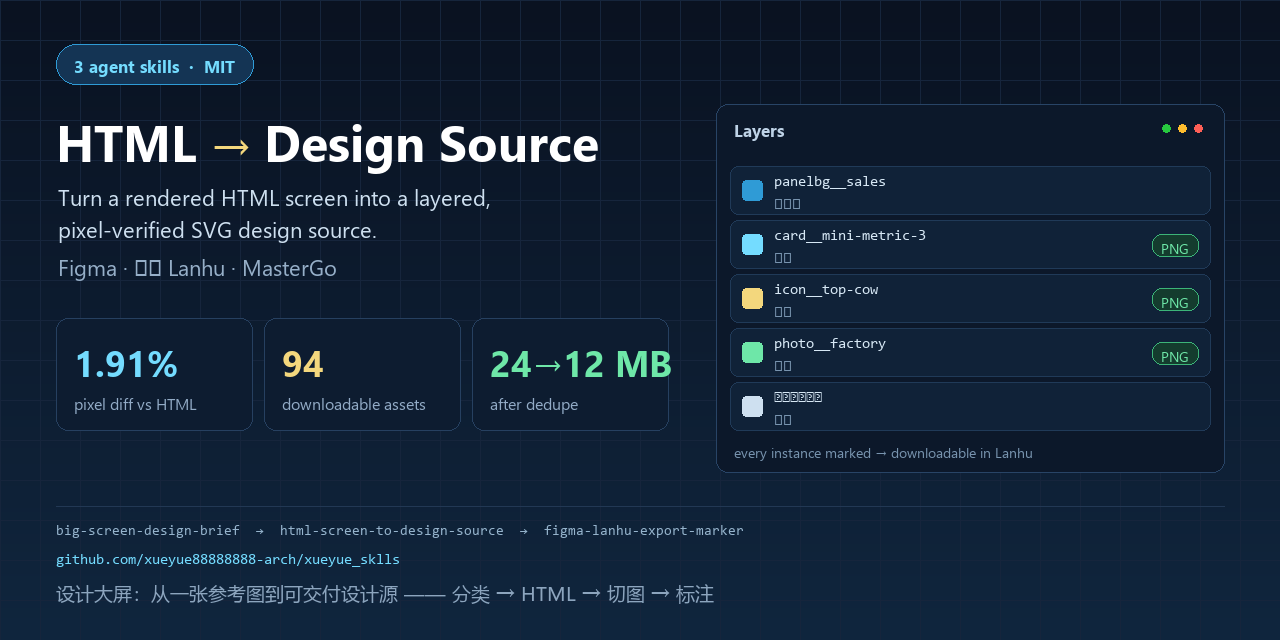 3 agent skills · MIT
HTML → Design Source
Turn a rendered HTML screen into a layered,
pixel-verified SVG design source.
Figma · Lanhu · MasterGo
1.91%
pixel diff vs HTML
94
downloadable assets
24→12 MB
after dedupe
Layers
panelbg__sales
card__mini-metric-3
PNG
icon__top-cow
PNG
photo__factory
PNG
every instance marked → downloadable in Lanhu
big-screen-design-brief → html-screen-to-design-source → figma-lanhu-export-marker
github.com/xueyue88888888-arch/xueyue_sklls
设计大屏：从一张参考图到可交付设计源 —— 分类 → HTML → 切图 → 标注